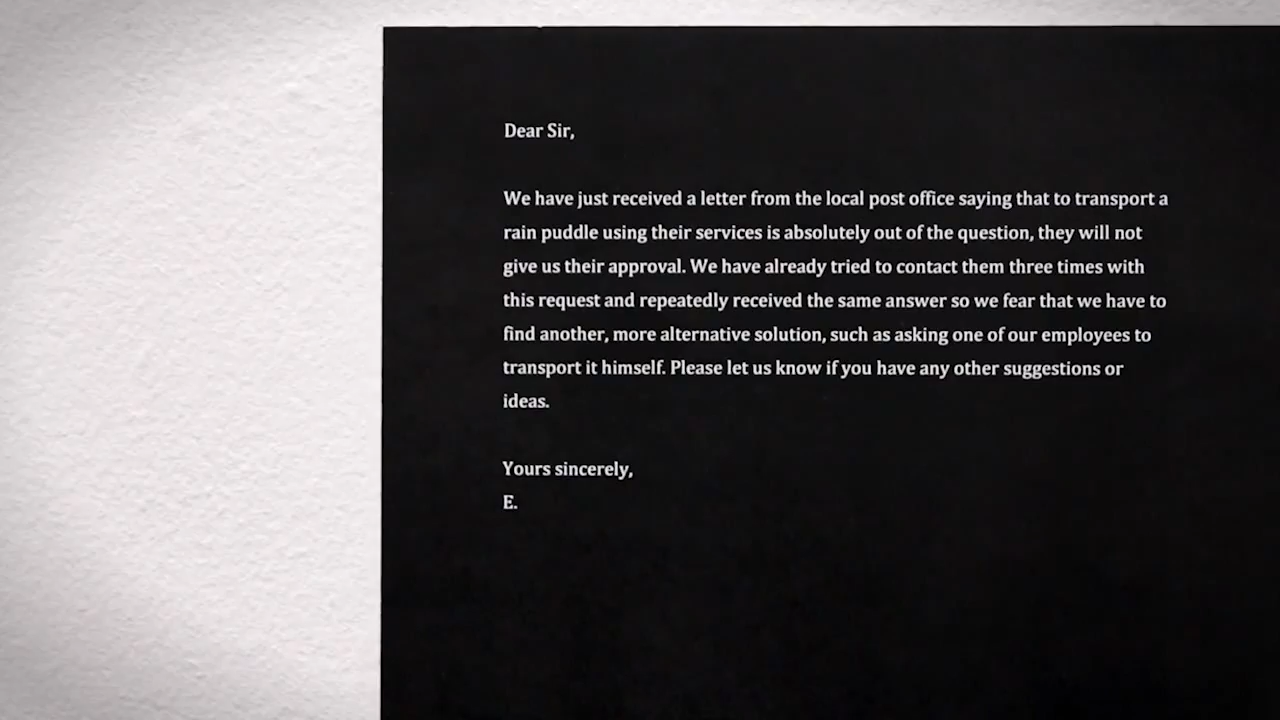 Dear Sir,
We have just received a letter from the local post office saying that to transport a
rain puddle using their services is absolutely out of the question, they will not
give us their approval. We have already tried to contact them three times with
this request and repeatedly received the same answer so we fear that we have to
find another, more alternative solution, such as asking one of our employees to
transport it himself. Please let us know if you have any other suggestions or
ideas.
Yours sincerely,
E.